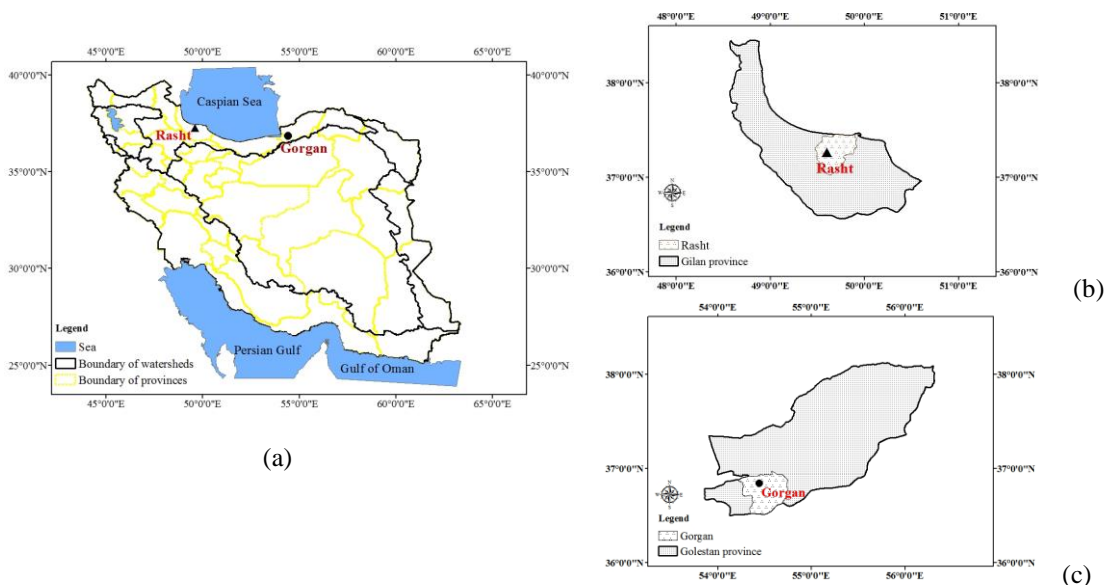 45°0'0"E 50°0'0"E 55°0'0"E 60°0'0"E 65°0'0"E
40°0'0"N 40°0'0"N
Caspian Sea
Rasht
Gorgan
35°0'0"N 35°0'0"N
30°0'0"N 30°0'0"N
Legend
Sea
Boundary of watersheds
Boundary of provinces
Persian Gulf
Gulf of Oman
25°0'0"N 25°0'0"N
45°0'0"E 50°0'0"E 55°0'0"E 60°0'0"E 65°0'0"E
(a)
48°0'0"E 49°0'0"E 50°0'0"E 51°0'0"E
38°0'0"N 38°0'0"N
Rasht
37°0'0"N 37°0'0"N
N
W E
S
Legend
Rasht
Gilan province
36°0'0"N 36°0'0"N
48°0'0"E 49°0'0"E 50°0'0"E 51°0'0"E
(b)
54°0'0"E 55°0'0"E 56°0'0"E
38°0'0"N 38°0'0"N
37°0'0"N 37°0'0"N
Gorgan
N
W E
S
Legend
Gorgan
Golestan province
36°0'0"N 36°0'0"N
54°0'0"E 55°0'0"E 56°0'0"E
(c)